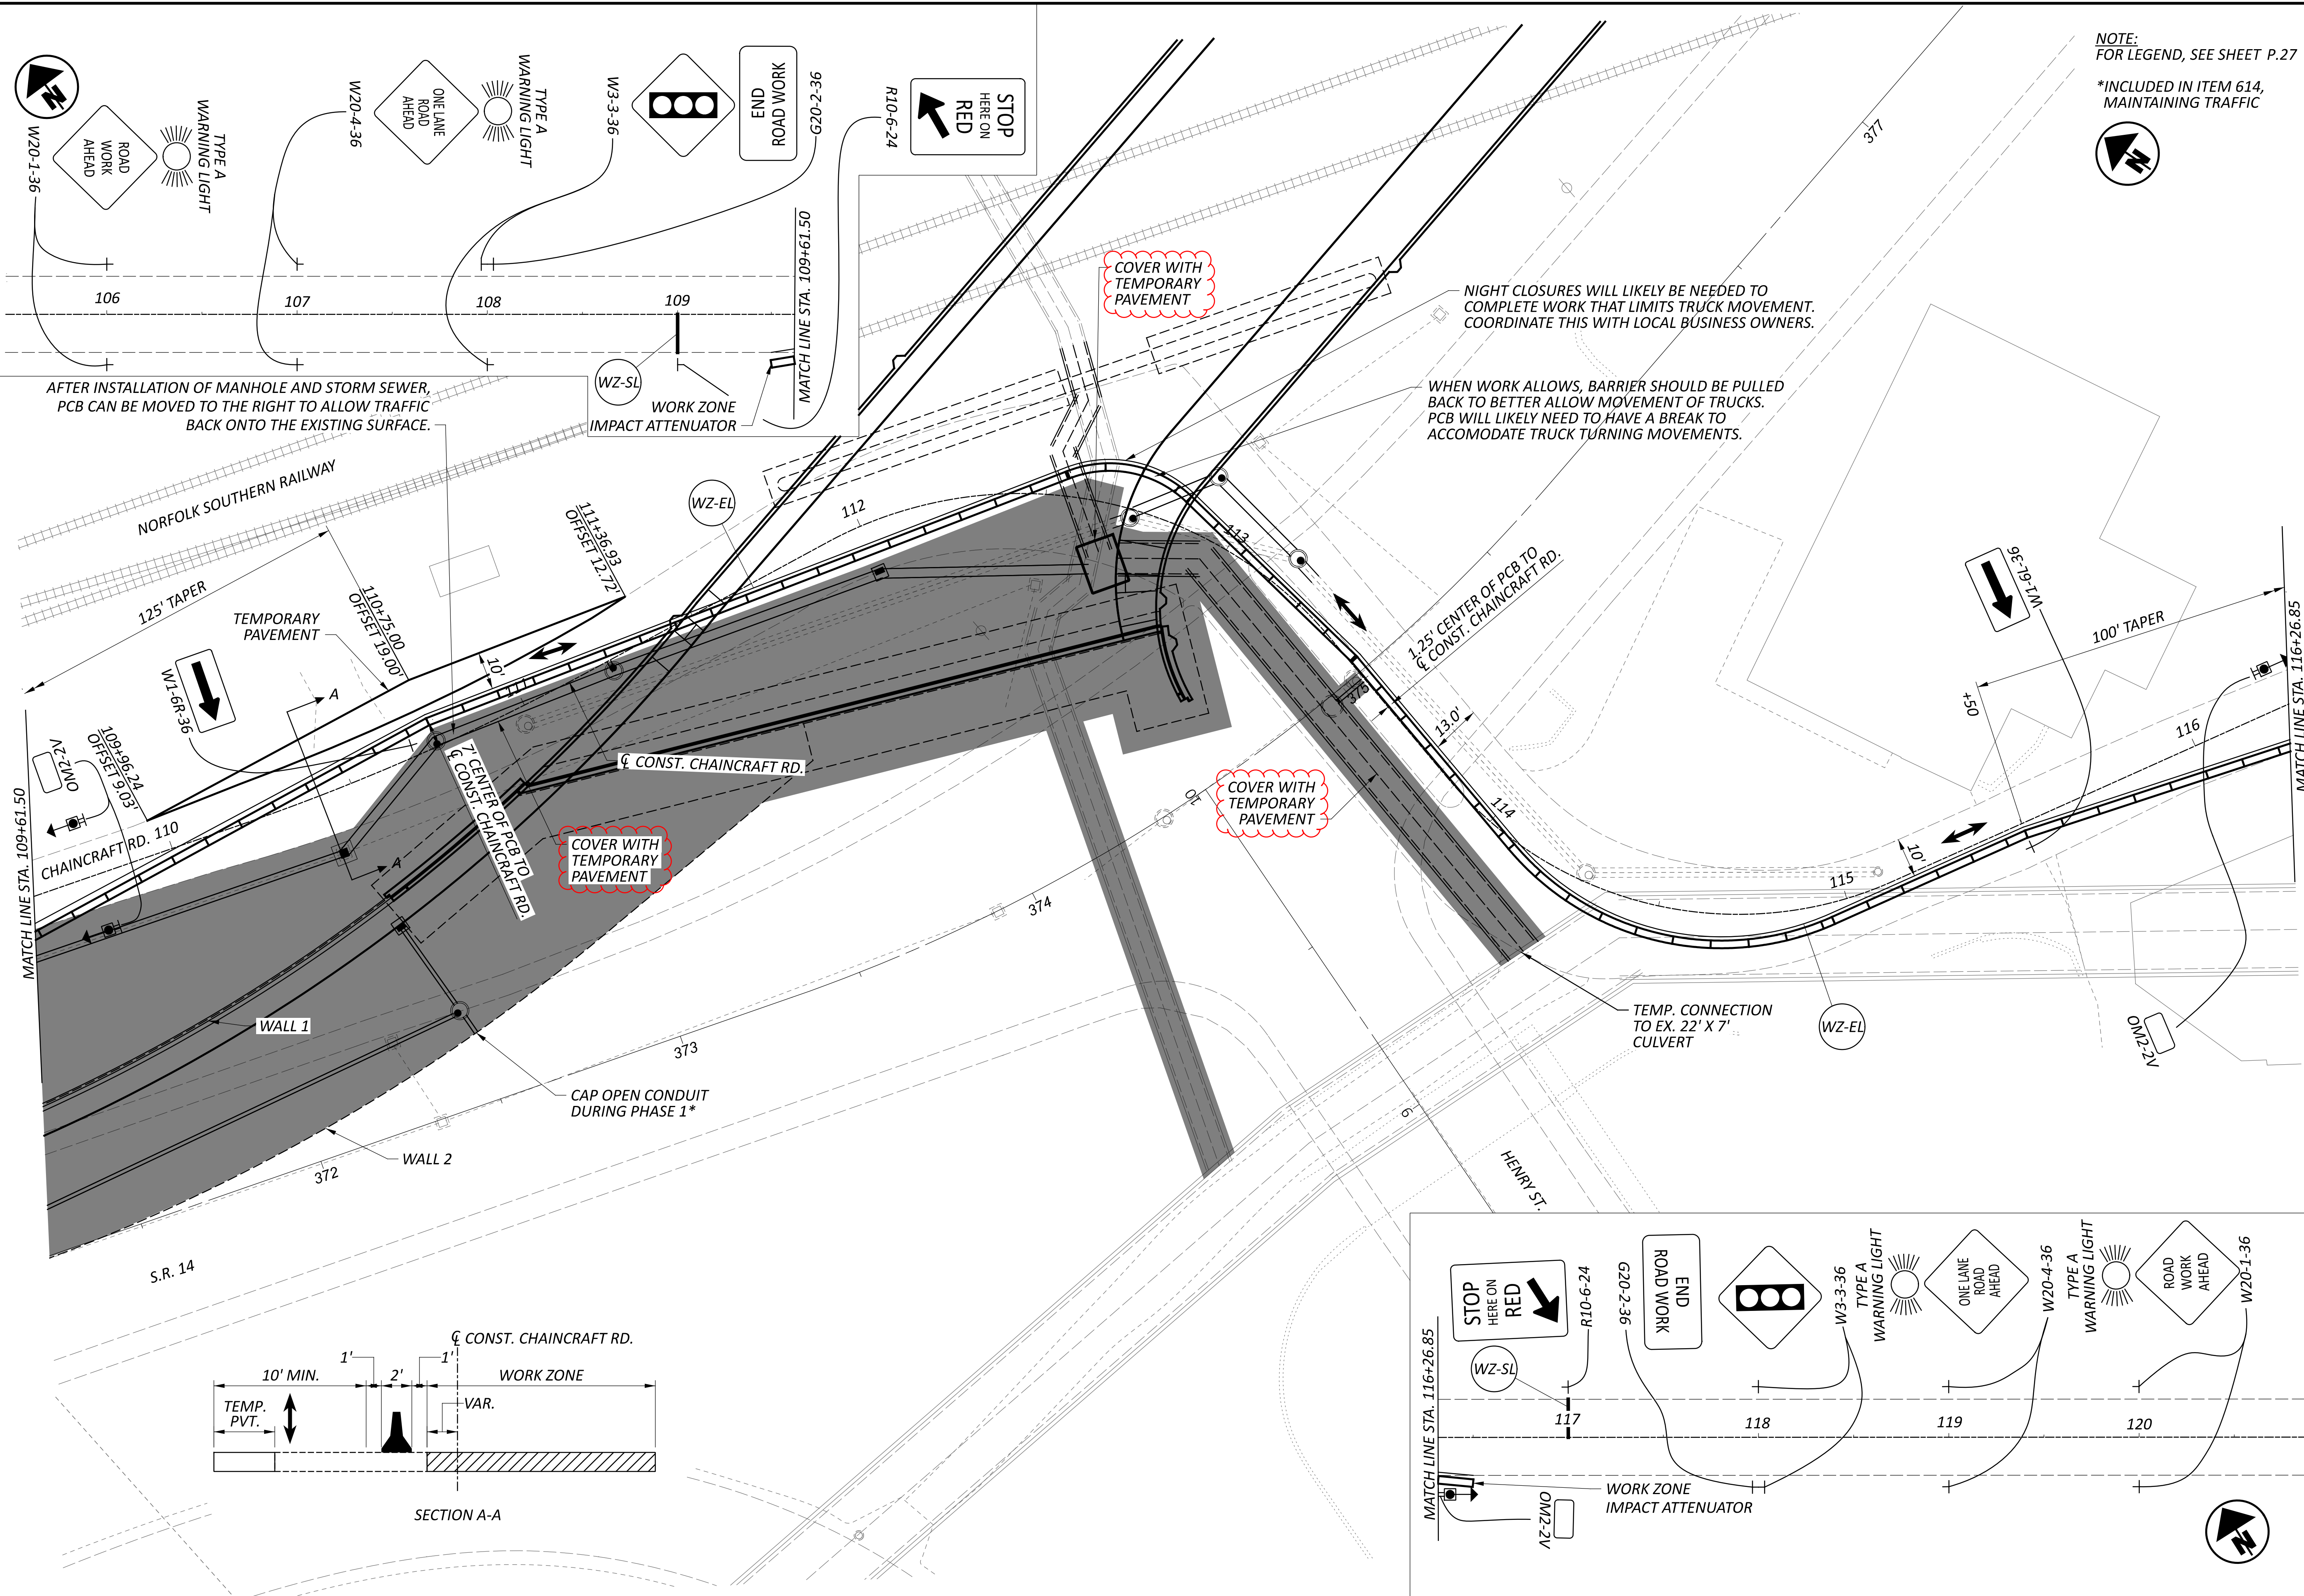 NOTE:
FOR LEGEND, SEE SHEET P.27
*INCLUDED IN ITEM 614,
MAINTAINING TRAFFIC
N
N
W20-1-36
ROAD
WORK
AHEAD
TYPE A
WARNING LIGHT
W20-4-36
ONE LANE
ROAD
AHEAD
TYPE A
WARNING LIGHT
W3-3-36
END
ROAD WORK
G20-2-36
R10-6-24
STOP
HERE ON
RED
106
107
108
109
MATCH LINE STA. 109+61.50
WZ-SL
WORK ZONE
IMPACT ATTENUATOR
AFTER INSTALLATION OF MANHOLE AND STORM SEWER,
PCB CAN BE MOVED TO THE RIGHT TO ALLOW TRAFFIC
BACK ONTO THE EXISTING SURFACE.
COVER WITH
TEMPORARY
PAVEMENT
NIGHT CLOSURES WILL LIKELY BE NEEDED TO
COMPLETE WORK THAT LIMITS TRUCK MOVEMENT.
COORDINATE THIS WITH LOCAL BUSINESS OWNERS.
WHEN WORK ALLOWS, BARRIER SHOULD BE PULLED
BACK TO BETTER ALLOW MOVEMENT OF TRUCKS.
PCB WILL LIKELY NEED TO HAVE A BREAK TO
ACCOMODATE TRUCK TURNING MOVEMENTS.
377
NORFOLK SOUTHERN RAILWAY
125' TAPER
TEMPORARY
PAVEMENT
110+75.00
OFFSET 19.00'
111+36.93
OFFSET 12.72'
WZ-EL
112
113
W1-6R-36
A
A
10'
111
OM2-2V
109+96.24
OFFSET 9.03'
MATCH LINE STA. 109+61.50
CHAINCRAFT RD.
110
7' CENTER OF PCB TO
℄ CONST. CHAINCRAFT RD.
℄ CONST. CHAINCRAFT RD.
COVER WITH
TEMPORARY
PAVEMENT
COVER WITH
TEMPORARY
PAVEMENT
1.25' CENTER OF PCB TO
℄ CONST. CHAINCRAFT RD.
375
13.0'
114
10
W1-6L-36
100' TAPER
+50
116
MATCH LINE STA. 116+26.85
10'
115
WZ-EL
OM2-2V
TEMP. CONNECTION
TO EX. 22' X 7'
CULVERT
374
373
372
9
WALL 1
WALL 2
CAP OPEN CONDUIT
DURING PHASE 1*
S.R. 14
HENRY ST.
℄ CONST. CHAINCRAFT RD.
1'
1'
10' MIN.
2'
WORK ZONE
VAR.
TEMP.
PVT.
SECTION A-A
MATCH LINE STA. 116+26.85
STOP
HERE ON
RED
R10-6-24
G20-2-36
END
ROAD WORK
W3-3-36
TYPE A
WARNING LIGHT
ONE LANE
ROAD
AHEAD
W20-4-36
TYPE A
WARNING LIGHT
ROAD
WORK
AHEAD
W20-1-36
WZ-SL
117
118
119
120
WORK ZONE
IMPACT ATTENUATOR
OM2-2V
N